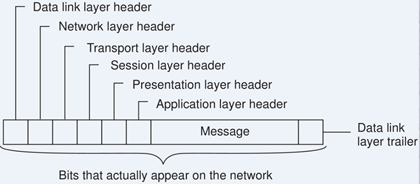 Data link layer header
Network layer header
Transport layer header
Session layer header
Presentation layer header
Application layer header
Message
Data link
layer trailer
Bits that actually appear on the network